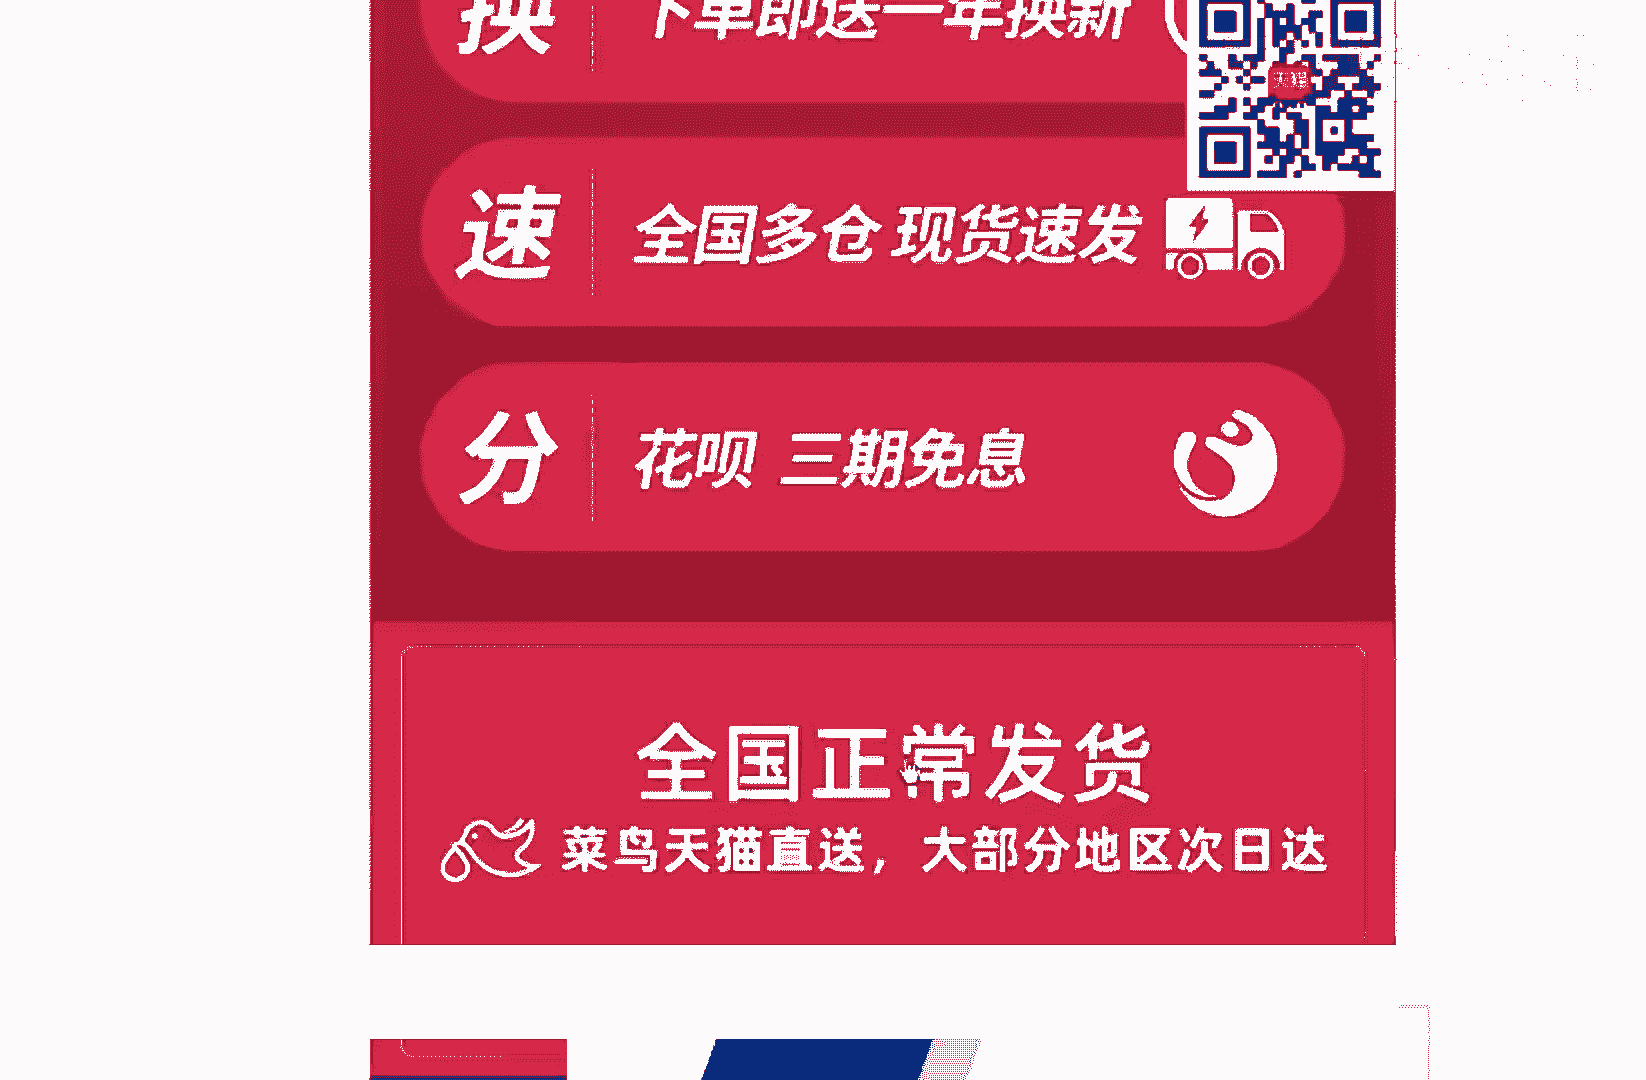 换
下单即送一年换新
天猫
速
全国多仓 现货速发
分
花呗 三期免息
全国正常发货
菜鸟天猫直送，大部分地区次日达